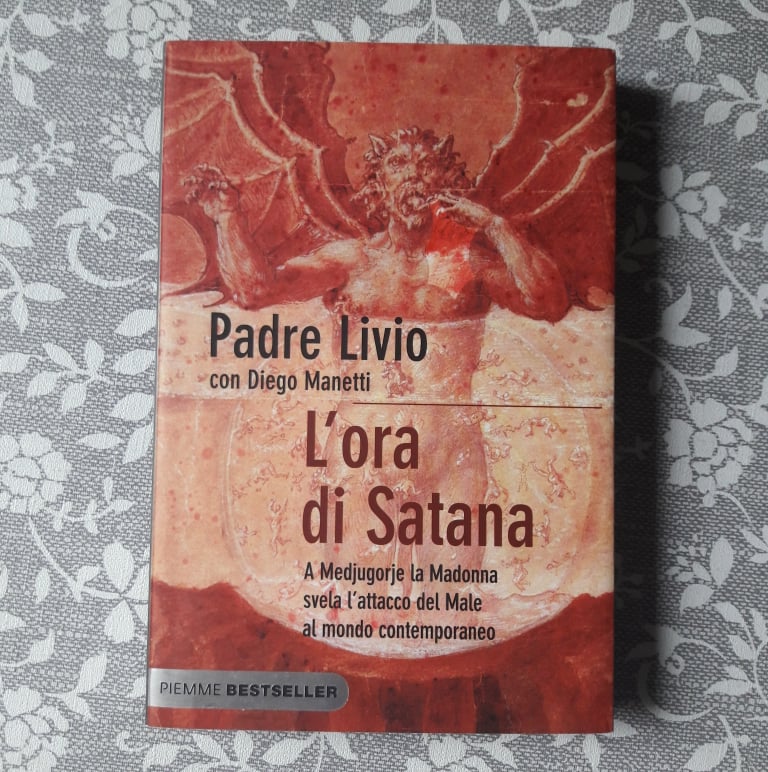 Padre Livio
con Diego Manetti
L'ora
di Satana
A Medjugorje la Madonna
svela l'attacco del Male
al mondo contemporaneo
PIEMME BESTSELLER